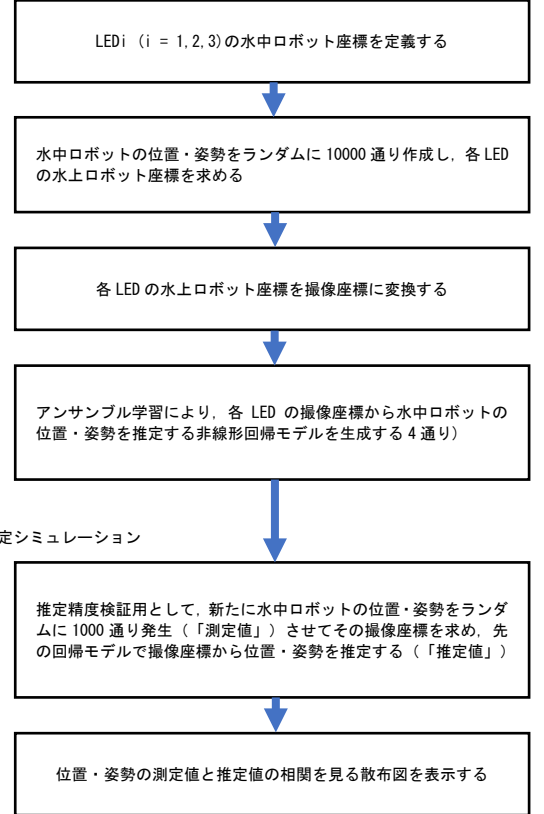 LEDi (i = 1,2,3)の水中ロボット座標を定義する
水中ロボットの位置・姿勢をランダムに 10000 通り作成し，各 LED
の水上ロボット座標を求める
各 LED の水上ロボット座標を撮像座標に変換する
アンサンブル学習により，各 LED の撮像座標から水中ロボットの
位置・姿勢を推定する非線形回帰モデルを生成する 4 通り）
定シミュレーション
推定精度検証用として，新たに水中ロボットの位置・姿勢をランダ
ムに 1000 通り発生（「測定値」）させてその撮像座標を求め，先
の回帰モデルで撮像座標から位置・姿勢を推定する（「推定値」）
位置・姿勢の測定値と推定値の相関を見る散布図を表示する